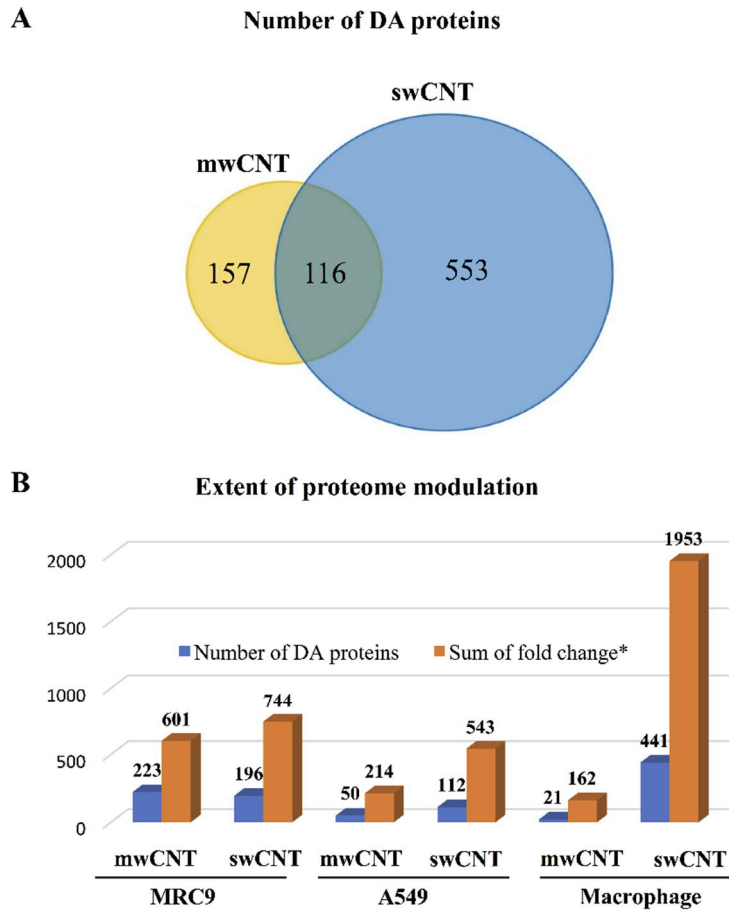 A
Number of DA proteins
swCNT
mwCNT
157 116 553
B
Extent of proteome modulation
1953
2000
1500
Number of DA proteins Sum of fold change*
1000
744
601
543
500
441
223 196 214
112 162
50 21
0
mwCNT swCNT mwCNT swCNT mwCNT swCNT
MRC9 A549 Macrophage